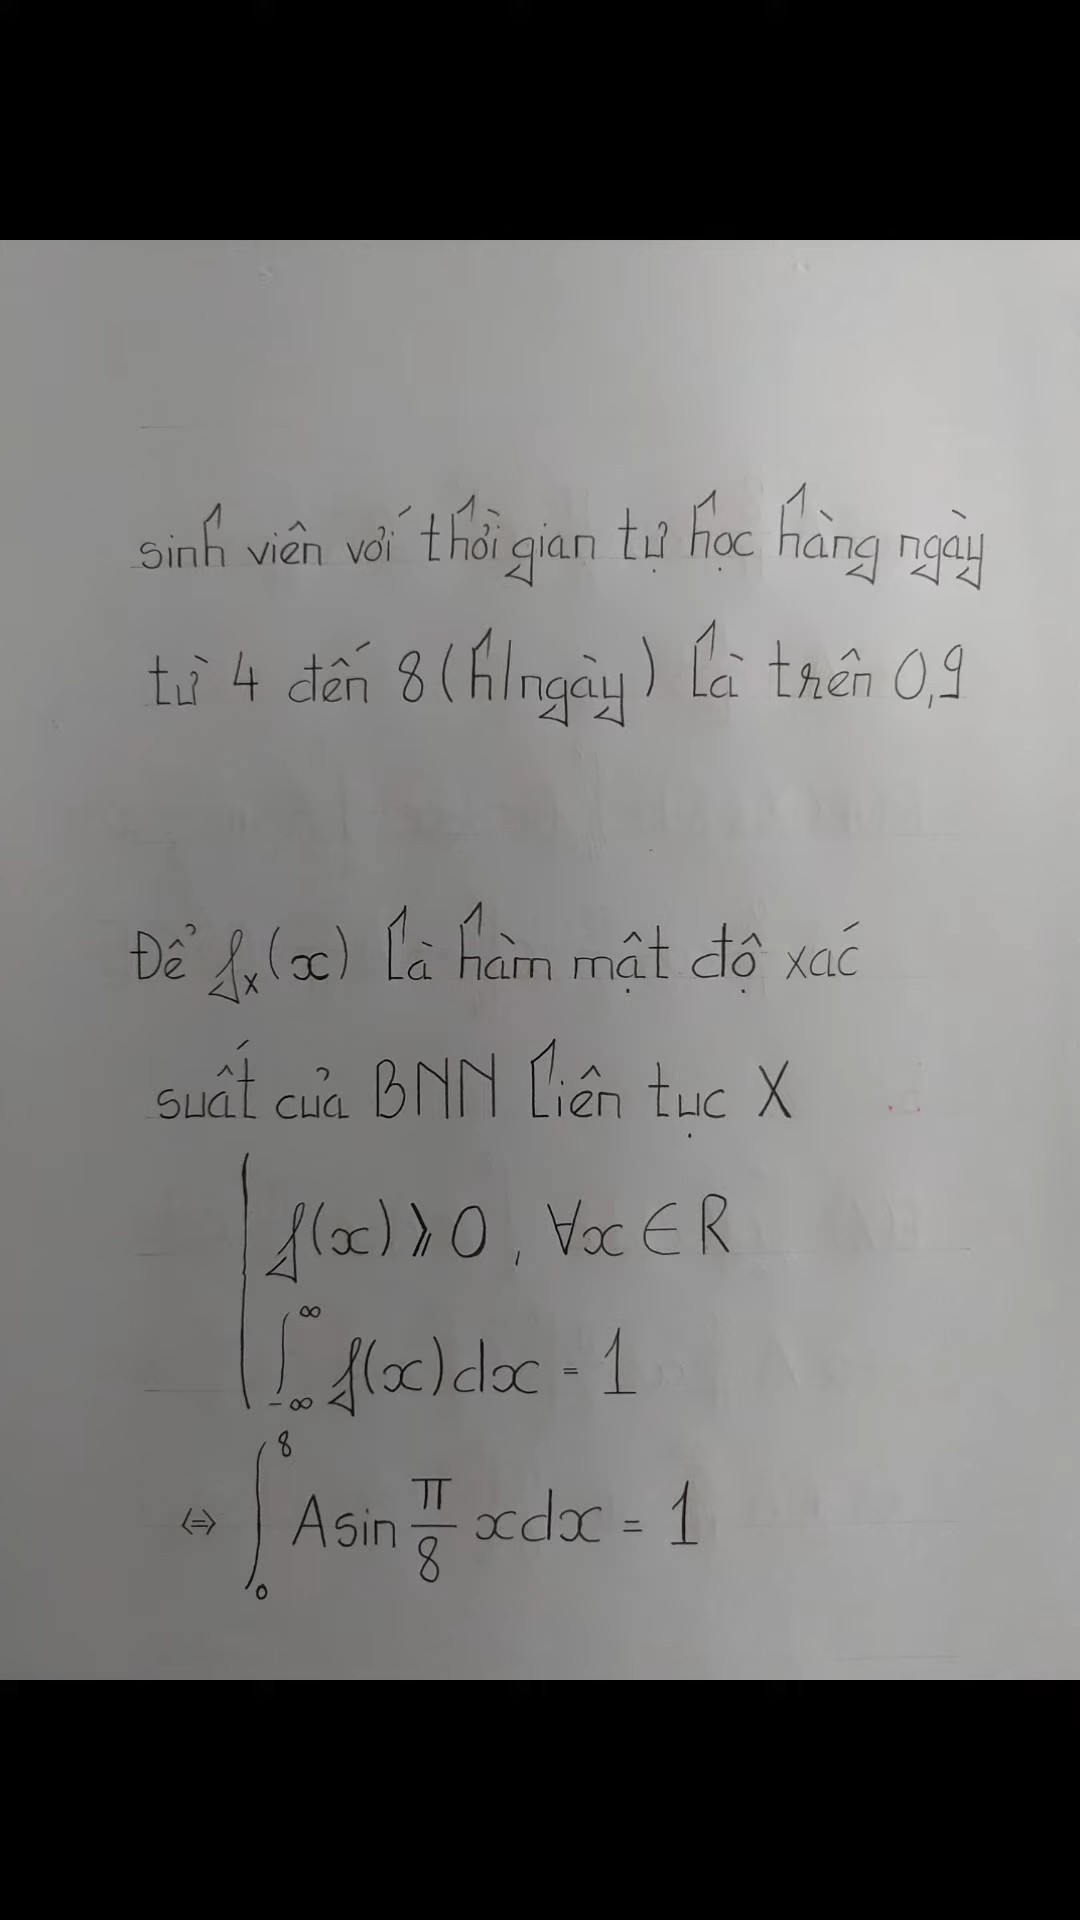 sinh viên với thời gian tự học hàng ngày
từ 4 đến 8 (h/ngày) là trên 0,9
Để fx(x) là hàm mật độ xác
suất của BNN liên tục X
f(x) ⩾ 0, ∀x ∈ R
∫_{-∞}^{∞} f(x)dx = 1
⇔ ∫_0^8 A sin π/8 x dx = 1